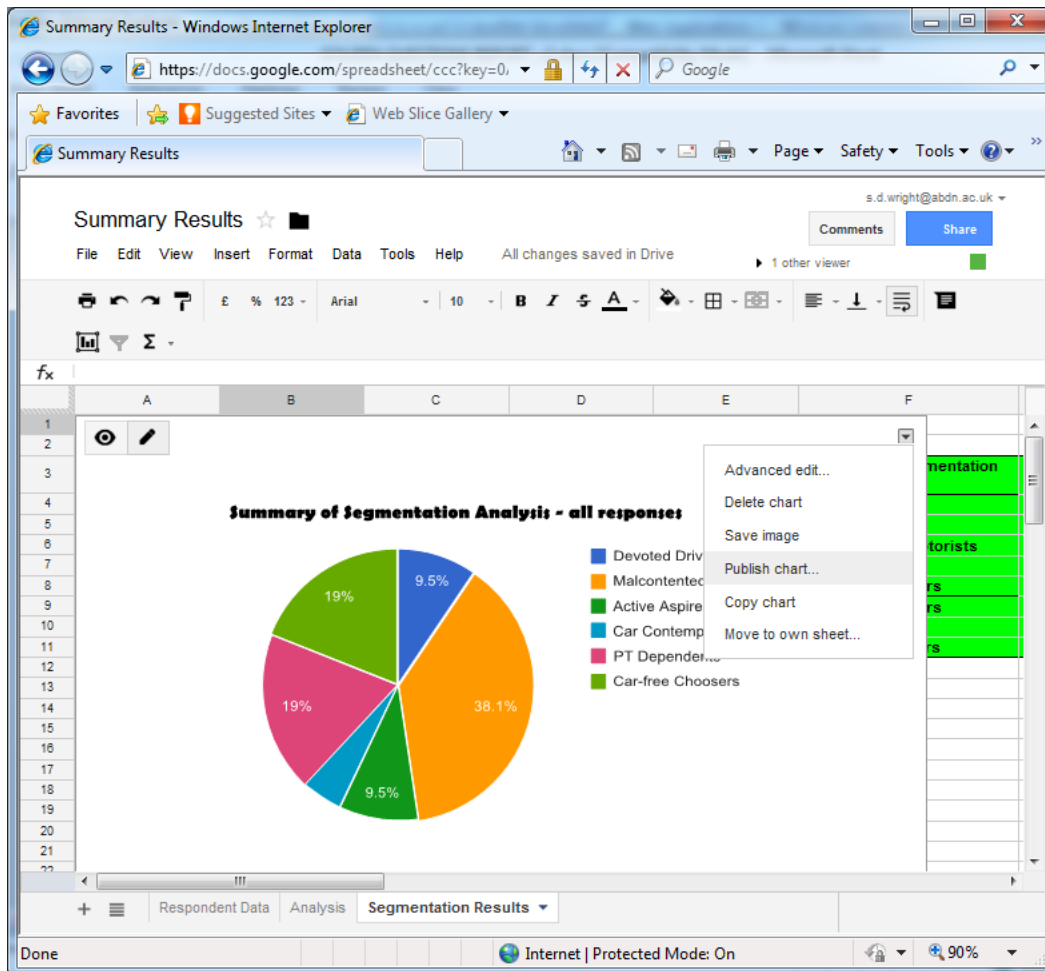 Summary Results - Windows Internet Explorer
https://docs.google.com/spreadsheet/ccc?key=0,
Google
Favorites
Suggested Sites
Web Slice Gallery
Summary Results
Page
Safety
Tools
s.d.wright@abdn.ac.uk
Summary Results
Comments
Share
File Edit View Insert Format Data Tools Help All changes saved in Drive
1 other viewer
£ % 123 Arial 10 B I S A
Σ
fx
A B C D E F
1
2
3
4
5
6
7
8
9
10
11
12
13
14
15
16
17
18
19
20
21
22
Advanced edit...
Delete chart
Save image
Publish chart...
Copy chart
Move to own sheet...
mentation
torists
rs
rs
rs
Summary of Segmentation Analysis - all responses
9.5%
38.1%
9.5%
19%
19%
Devoted Driv
Malcontented
Active Aspire
Car Contemp
PT Dependents
Car-free Choosers
+ Respondent Data Analysis Segmentation Results
Done
Internet | Protected Mode: On
90%